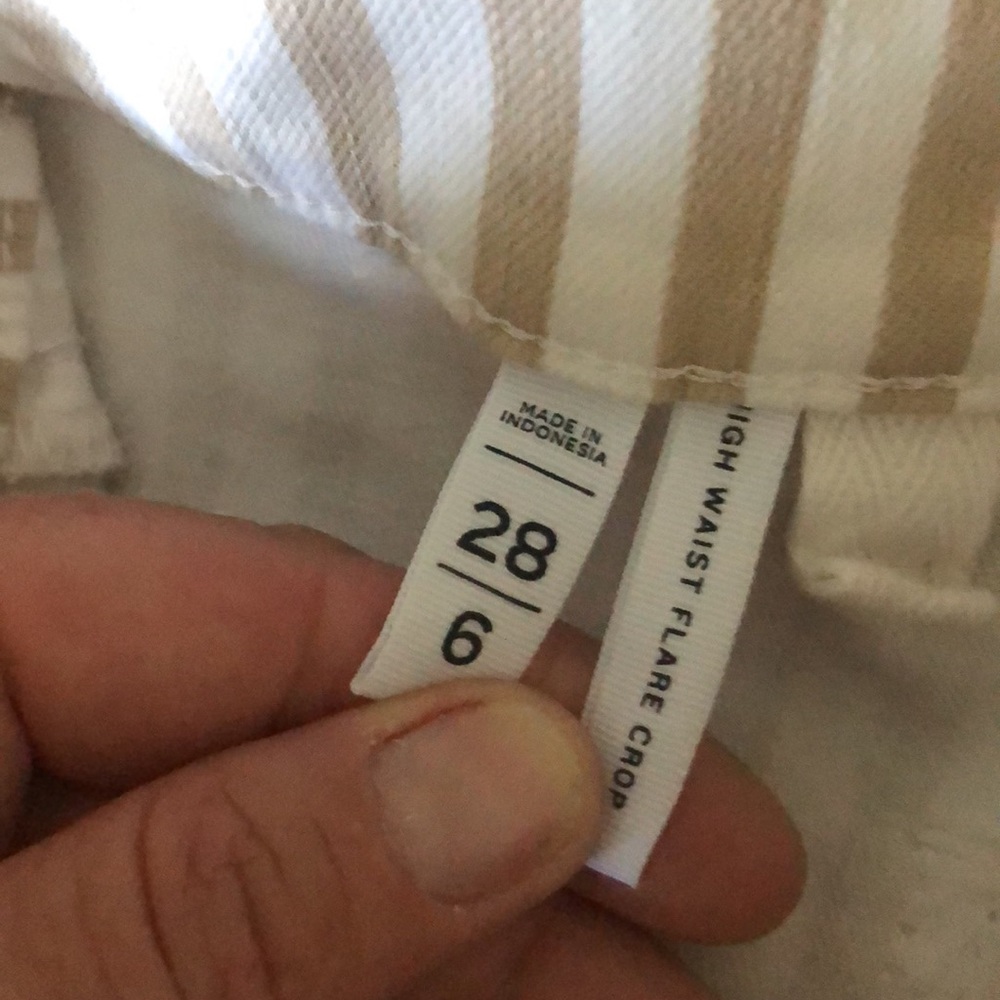 MADE IN
INDONESIA
28
6
HIGH WAIST FLARE CROP